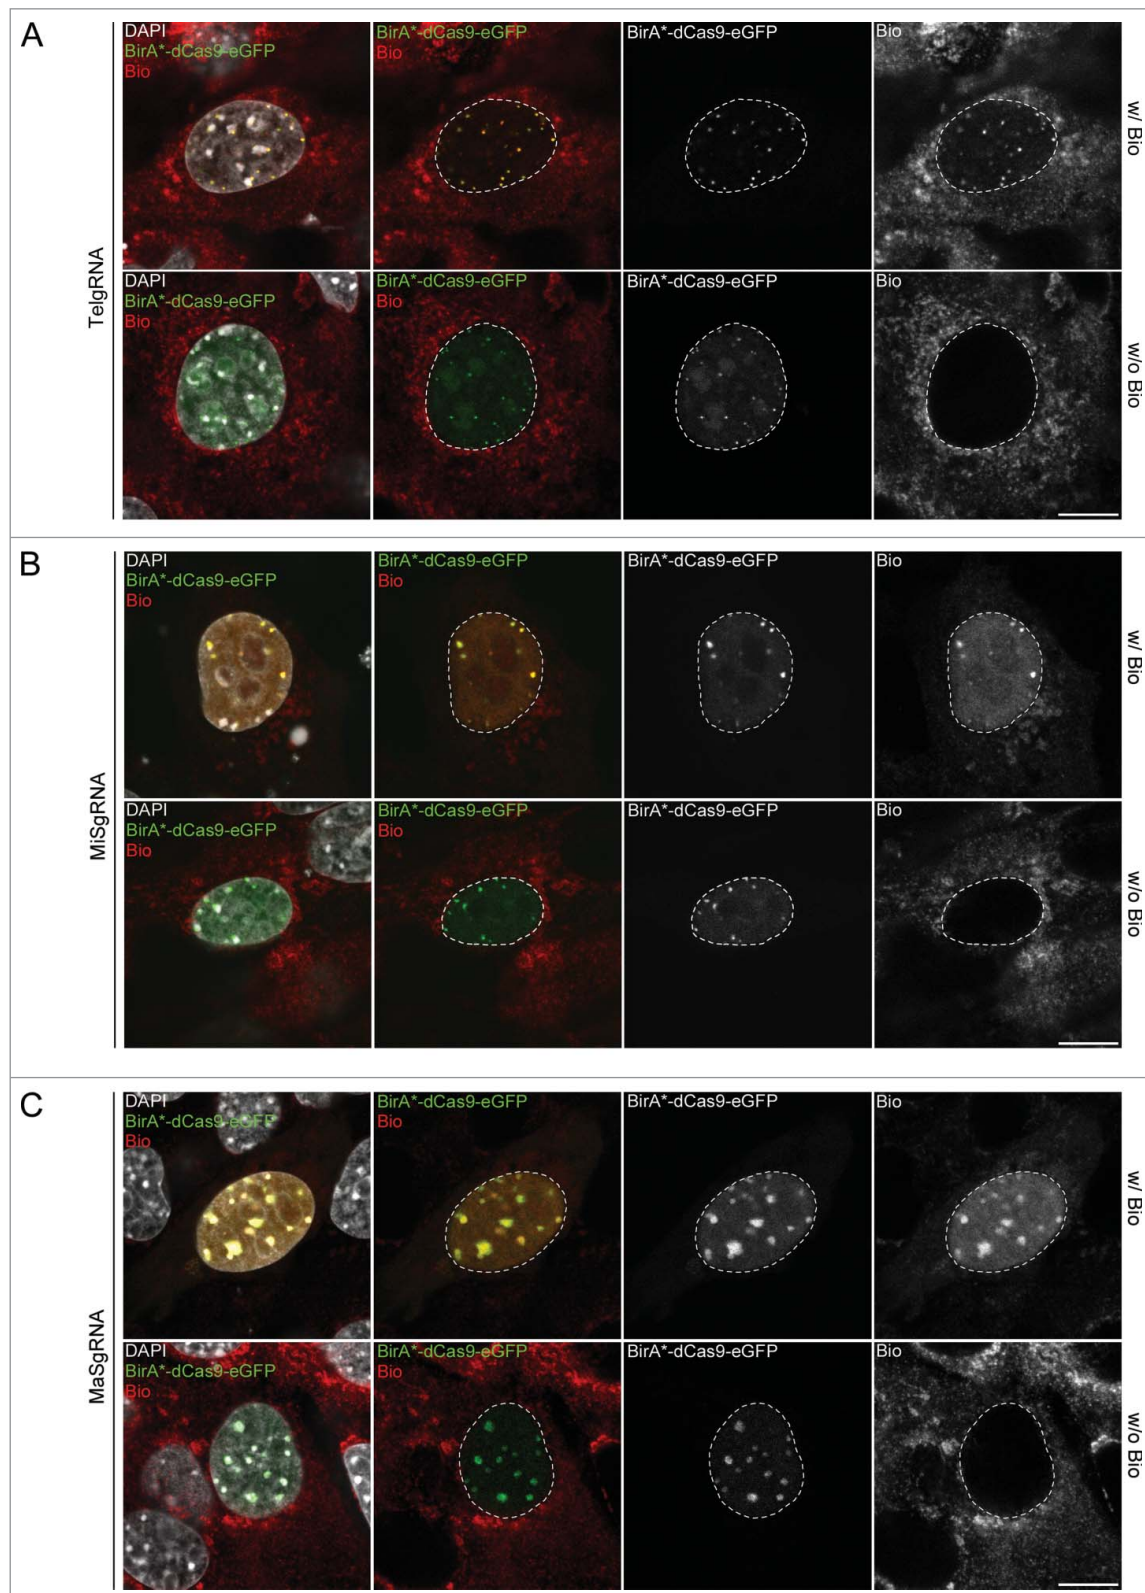 A
DAPI
BirA*-dCas9-eGFP
Bio
BirA*-dCas9-eGFP
Bio
BirA*-dCas9-eGFP
Bio
w/ Bio
TelgRNA
DAPI
BirA*-dCas9-eGFP
Bio
BirA*-dCas9-eGFP
Bio
BirA*-dCas9-eGFP
Bio
w/o Bio
B
DAPI
BirA*-dCas9-eGFP
Bio
BirA*-dCas9-eGFP
Bio
BirA*-dCas9-eGFP
Bio
w/ Bio
MiSgRNA
DAPI
BirA*-dCas9-eGFP
Bio
BirA*-dCas9-eGFP
Bio
BirA*-dCas9-eGFP
Bio
w/o Bio
C
DAPI
BirA*-dCas9-eGFP
Bio
BirA*-dCas9-eGFP
Bio
BirA*-dCas9-eGFP
Bio
w/ Bio
MaSgRNA
DAPI
BirA*-dCas9-eGFP
Bio
BirA*-dCas9-eGFP
Bio
BirA*-dCas9-eGFP
Bio
w/o Bio